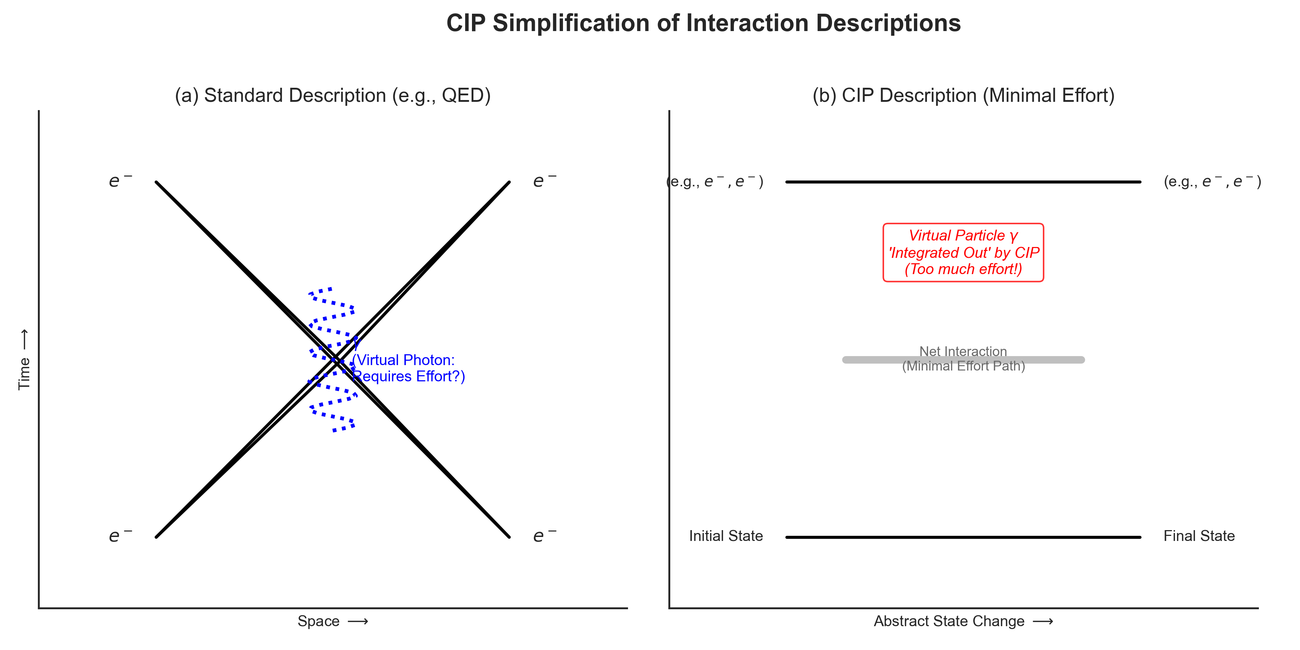 CIP Simplification of Interaction Descriptions
(a) Standard Description (e.g., QED)
e⁻
e⁻
(Virtual Photon:
Requires Effort?)
e⁻
e⁻
Time ⟶
Space ⟶
(b) CIP Description (Minimal Effort)
(e.g., e⁻, e⁻)
(e.g., e⁻, e⁻)
Virtual Particle γ
'Integrated Out' by CIP
(Too much effort!)
Net Interaction
(Minimal Effort Path)
Initial State
Final State
Abstract State Change ⟶